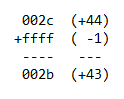 002c (+44)
+ffff ( -1)
---- ---
002b (+43)